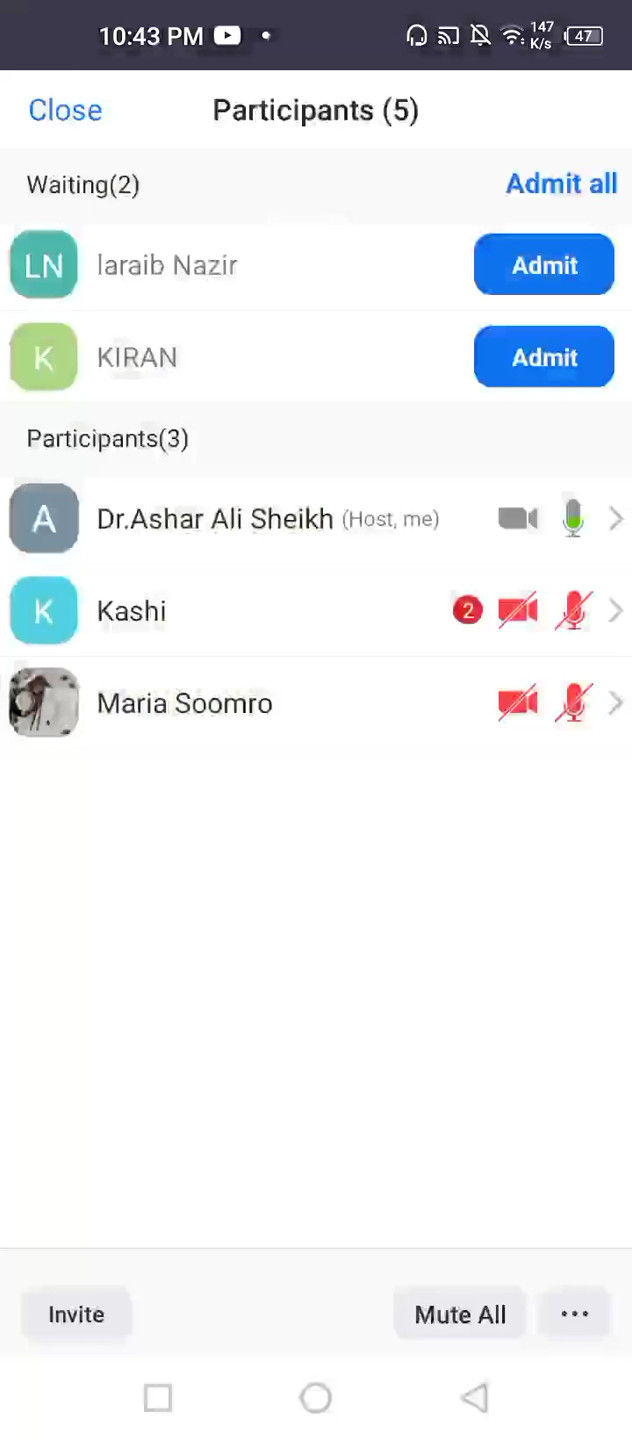 10:43 PM 147 K/s 47
Close Participants (5)
Waiting(2) Admit all
LN laraib Nazir Admit
K KIRAN Admit
Participants(3)
A Dr.Ashar Ali Sheikh (Host, me)
K Kashi 2
Maria Soomro
Invite Mute All ...